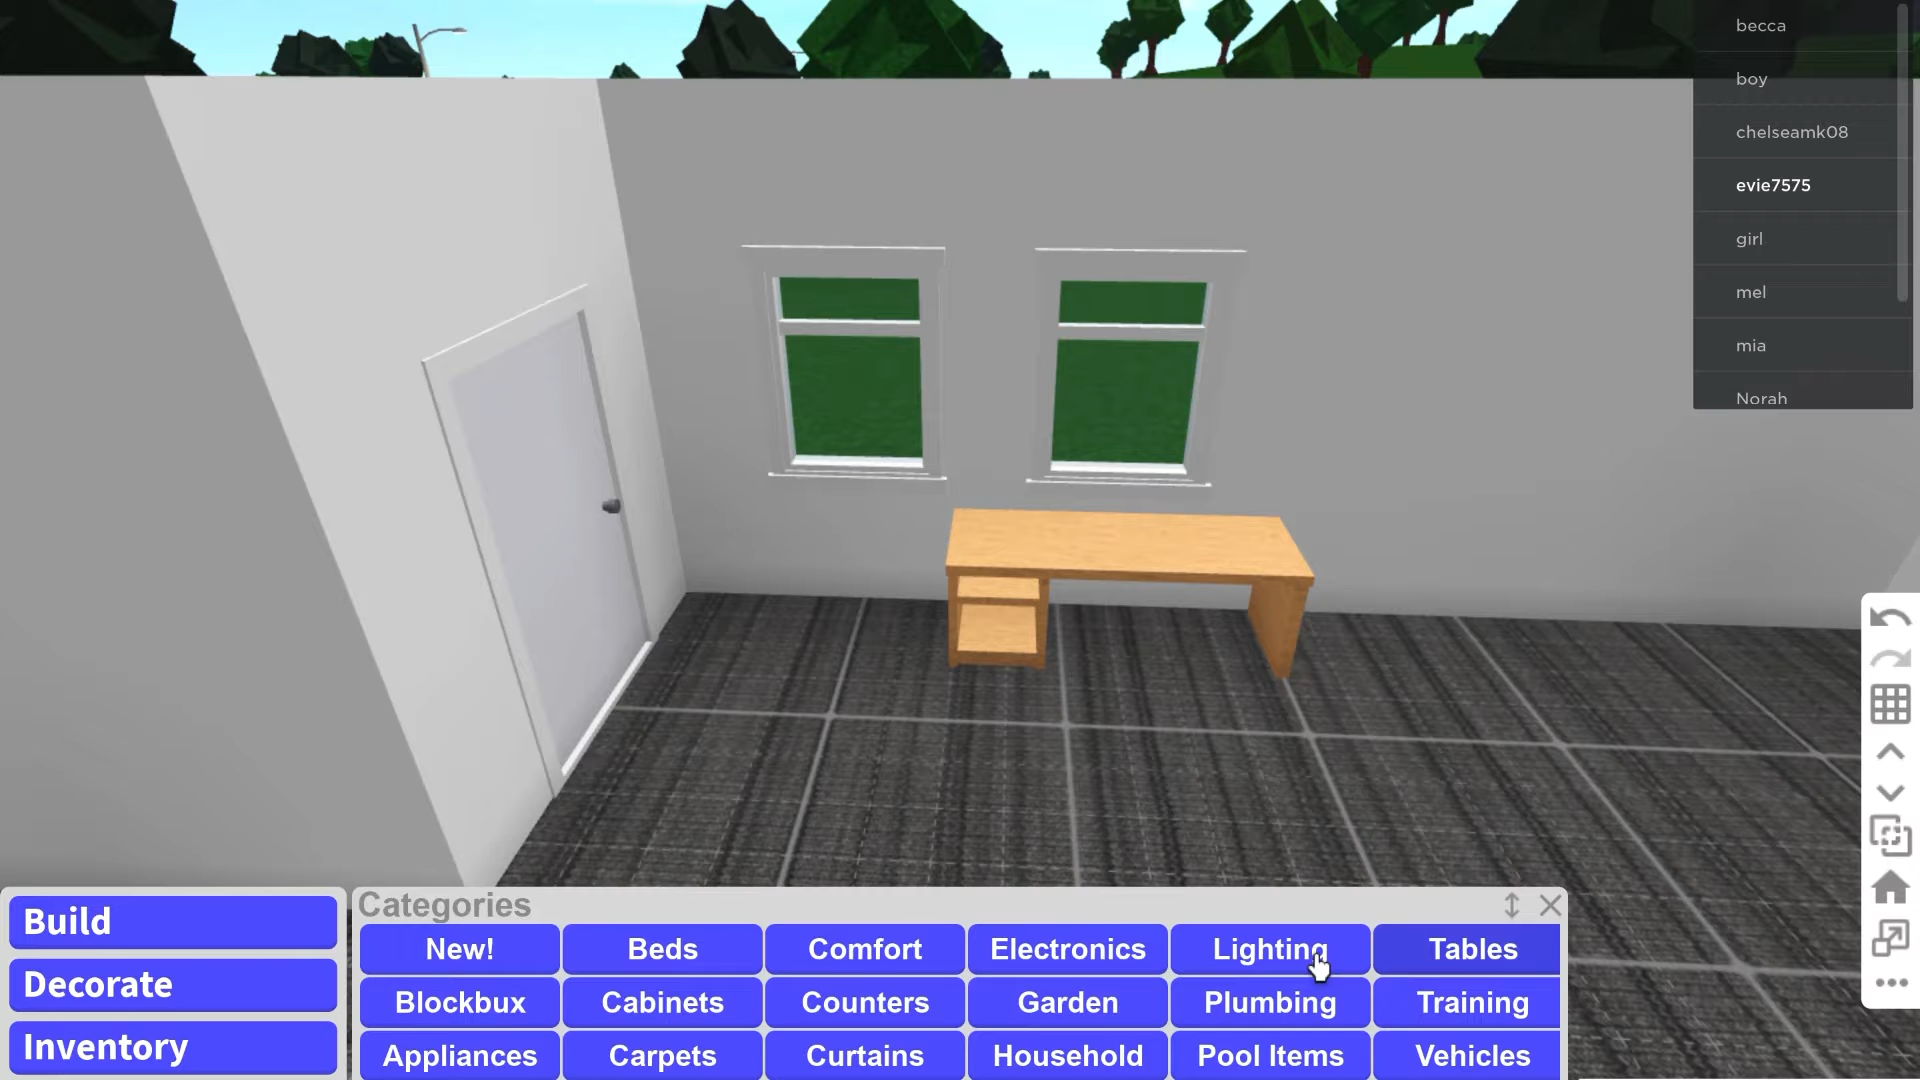 becca
boy
chelseamk08
evie7575
girl
mel
mia
Norah
Categories
Build
Decorate
Inventory
New! Beds Comfort Electronics Lighting Tables
Blockbux Cabinets Counters Garden Plumbing Training
Appliances Carpets Curtains Household Pool Items Vehicles